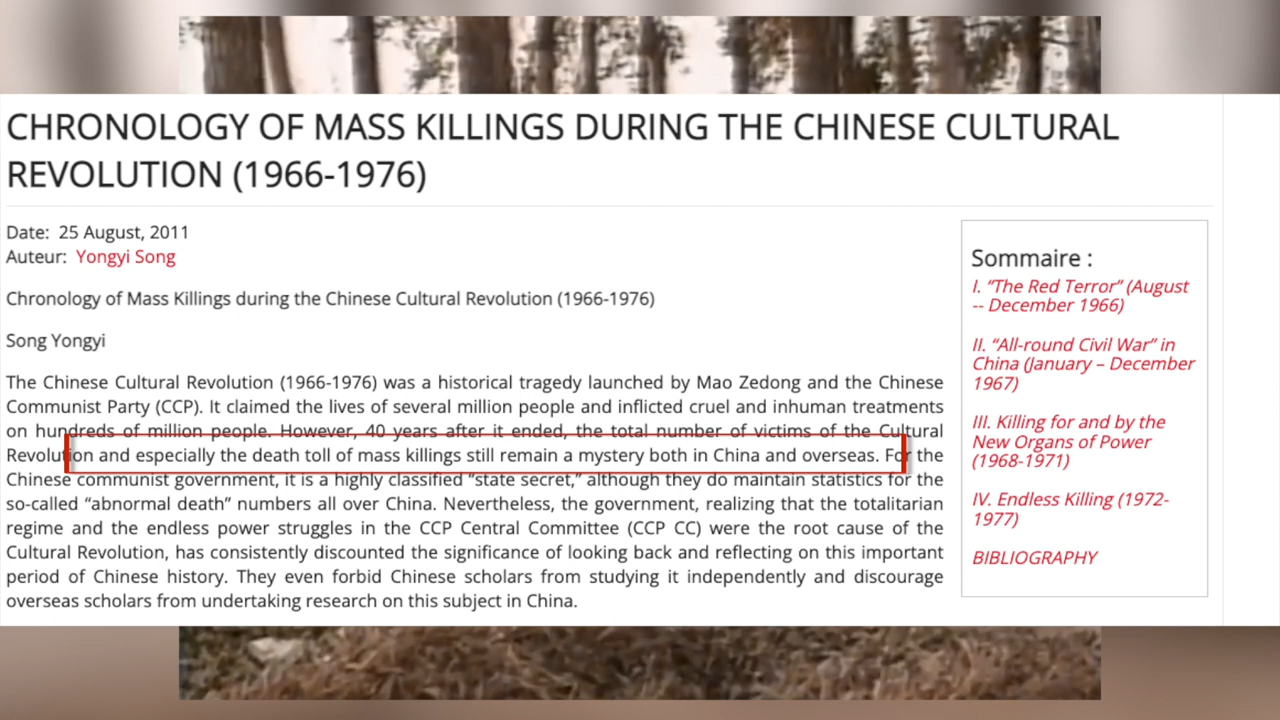 CHRONOLOGY OF MASS KILLINGS DURING THE CHINESE CULTURAL
REVOLUTION (1966-1976)
Date: 25 August, 2011
Auteur: Yongyi Song
Chronology of Mass Killings during the Chinese Cultural Revolution (1966-1976)
Song Yongyi
The Chinese Cultural Revolution (1966-1976) was a historical tragedy launched by Mao Zedong and the Chinese
Communist Party (CCP). It claimed the lives of several million people and inflicted cruel and inhuman treatments
on hundreds of million people. However, 40 years after it ended, the total number of victims of the Cultural
Revolution and especially the death toll of mass killings still remain a mystery both in China and overseas. For the
Chinese communist government, it is a highly classified “state secret,” although they do maintain statistics for the
so-called “abnormal death” numbers all over China. Nevertheless, the government, realizing that the totalitarian
regime and the endless power struggles in the CCP Central Committee (CCP CC) were the root cause of the
Cultural Revolution, has consistently discounted the significance of looking back and reflecting on this important
period of Chinese history. They even forbid Chinese scholars from studying it independently and discourage
overseas scholars from undertaking research on this subject in China.
Sommaire :
I. “The Red Terror” (August
-- December 1966)
II. “All-round Civil War” in
China (January – December
1967)
III. Killing for and by the
New Organs of Power
(1968-1971)
IV. Endless Killing (1972-
1977)
BIBLIOGRAPHY